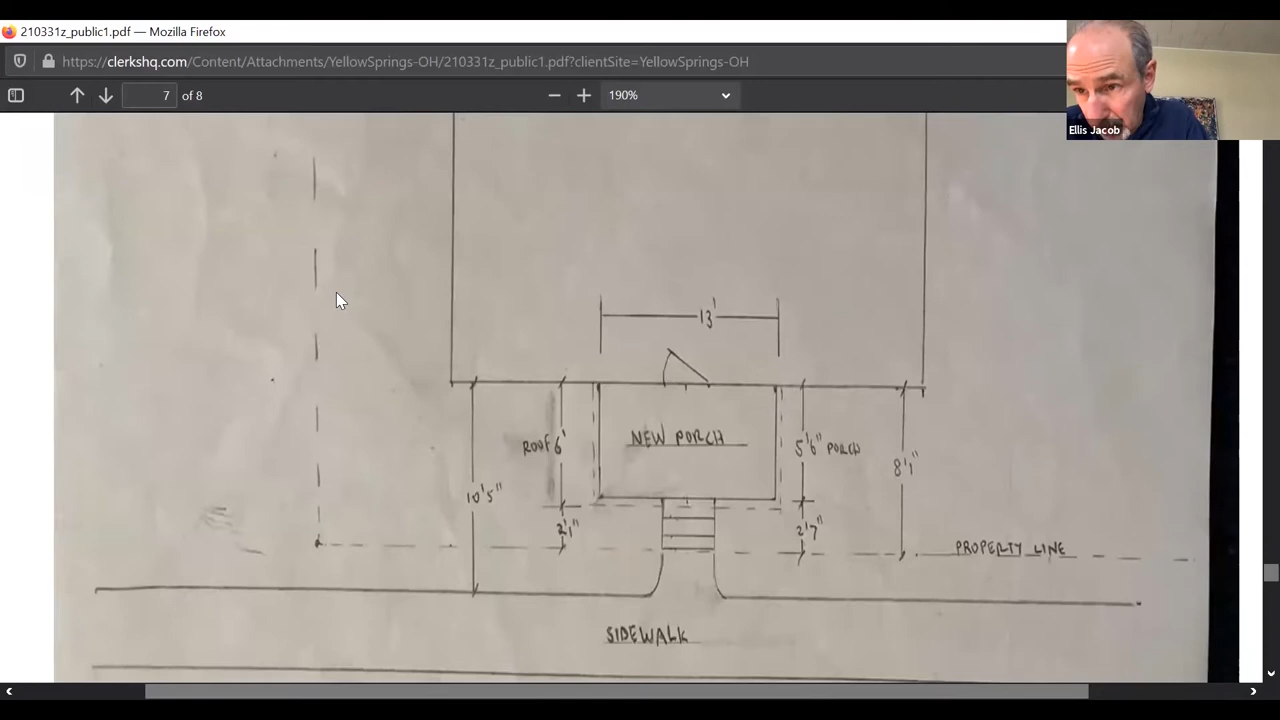 210331z_public1.pdf — Mozilla Firefox
https://clerkshq.com/Content/Attachments/YellowSprings-OH/210331z_public1.pdf?clientSite=YellowSprings-OH
7 of 8
190%
Ellis Jacob
13'
ROOF 6'
NEW PORCH
5'6" PORCH
8'1"
10'5"
2'1"
2'7"
PROPERTY LINE
SIDEWALK